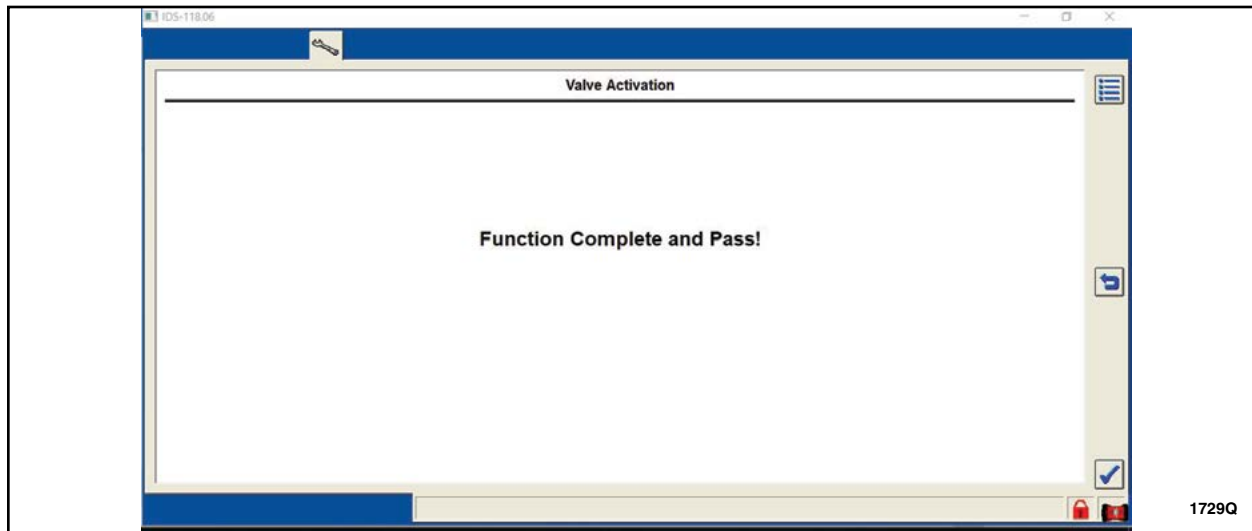 IDS-118.06
Valve Activation
Function Complete and Pass!
1729Q